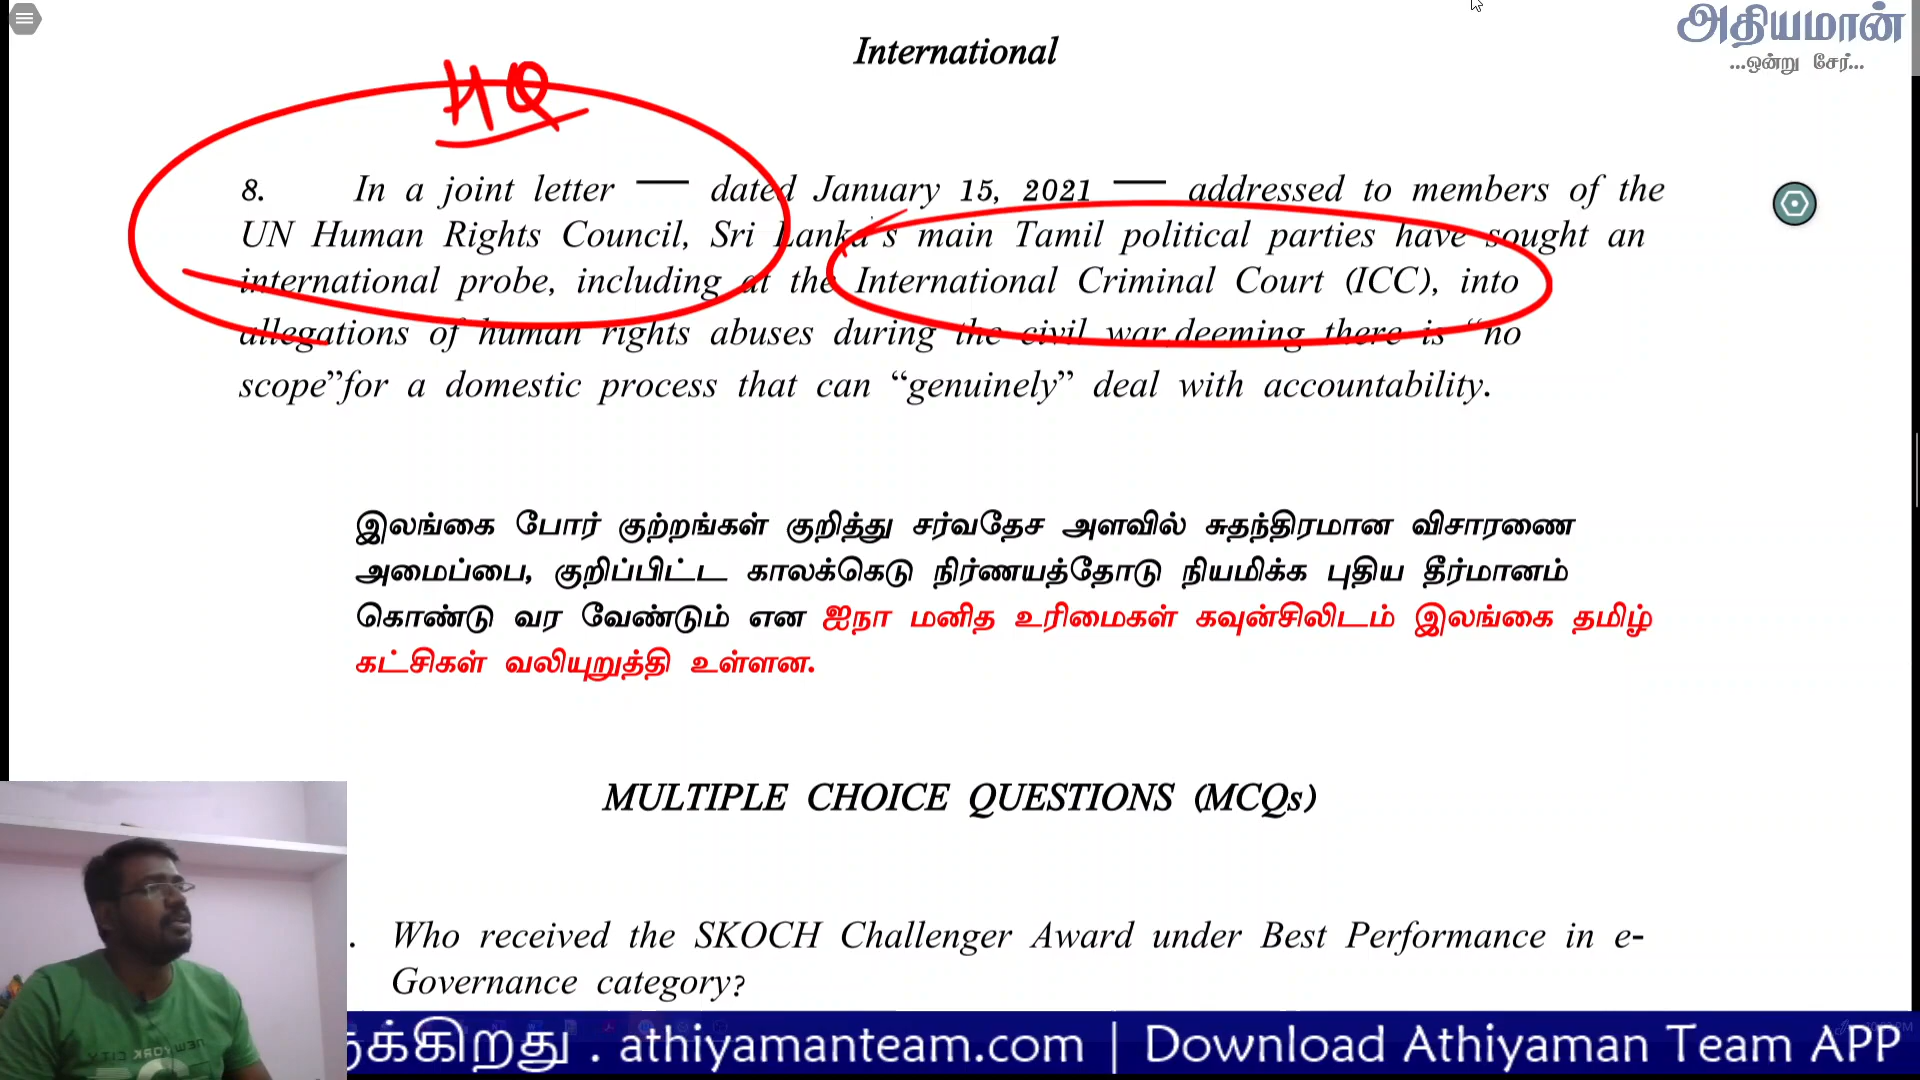 அதியமான்
...ஒன்று சேர்...
International
HQ
8. In a joint letter — dated January 15, 2021 — addressed to members of the
UN Human Rights Council, Sri Lanka's main Tamil political parties have sought an
international probe, including at the International Criminal Court (ICC), into
allegations of human rights abuses during the civil war,deeming there is “no
scope”for a domestic process that can “genuinely” deal with accountability.
இலங்கை போர் குற்றங்கள் குறித்து சர்வதேச அளவில் சுதந்திரமான விசாரணை
அமைப்பை, குறிப்பிட்ட காலக்கெடு நிர்ணயத்தோடு நியமிக்க புதிய தீர்மானம்
கொண்டு வர வேண்டும் என ஐநா மனித உரிமைகள் கவுன்சிலிடம் இலங்கை தமிழ்
கட்சிகள் வலியுறுத்தி உள்ளன.
MULTIPLE CHOICE QUESTIONS (MCQs)
. Who received the SKOCH Challenger Award under Best Performance in e-
Governance category?
க்கிறது . athiyamanteam.com | Download Athiyaman Team APP